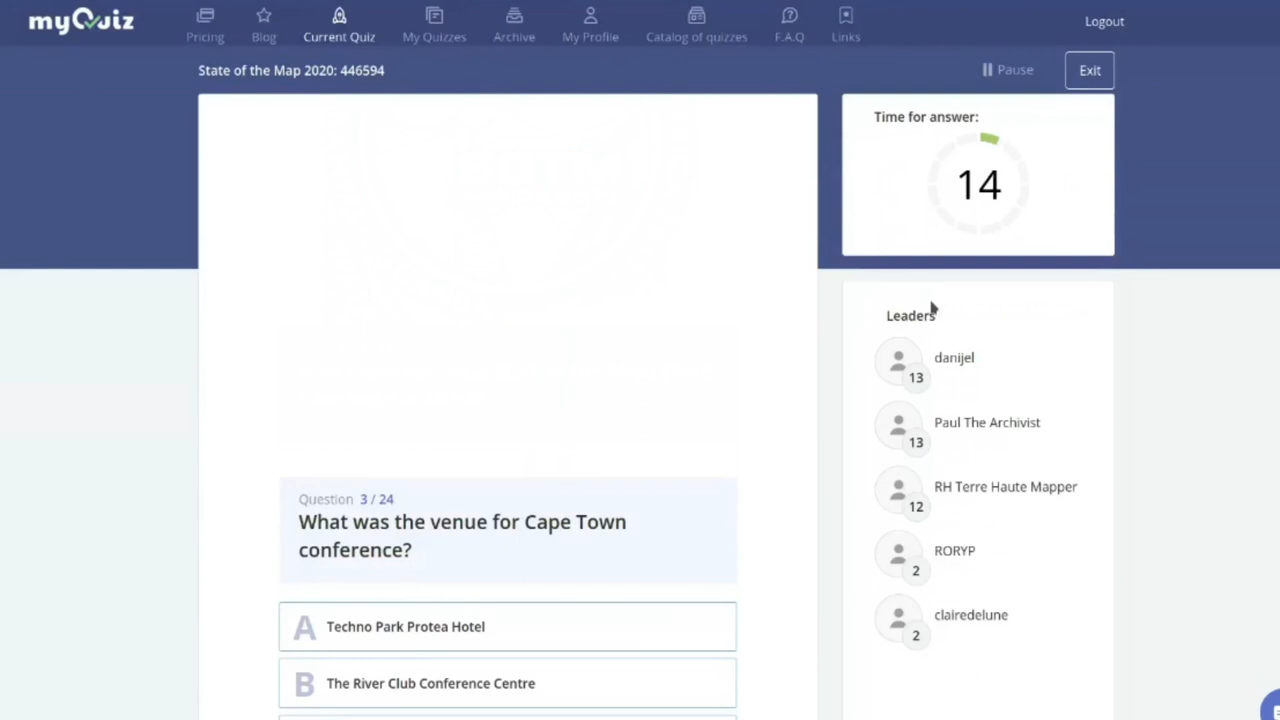 myQuiz
Pricing
Blog
Current Quiz
My Quizzes
Archive
My Profile
Catalog of quizzes
F.A.Q
Links
Logout
State of the Map 2020: 446594
Pause
Exit
Time for answer:
14
Question 3 / 24
What was the venue for Cape Town
conference?
A Techno Park Protea Hotel
B The River Club Conference Centre
Leaders
danijel
13
Paul The Archivist
13
RH Terre Haute Mapper
12
RORYP
2
clairedelune
2